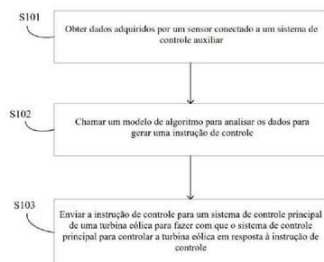 S101
Obter dados adquiridos por um sensor conectado a um sistema de
controle auxiliar
S102
Chamar um modelo de algoritmo para analisar os dados para
gerar uma instrução de controle
S103
Enviar a instrução de controle para um sistema de controle principal
de uma turbina eólica para fazer com que o sistema de controle
principal para controlar a turbina eólica em resposta à instrução de
controle